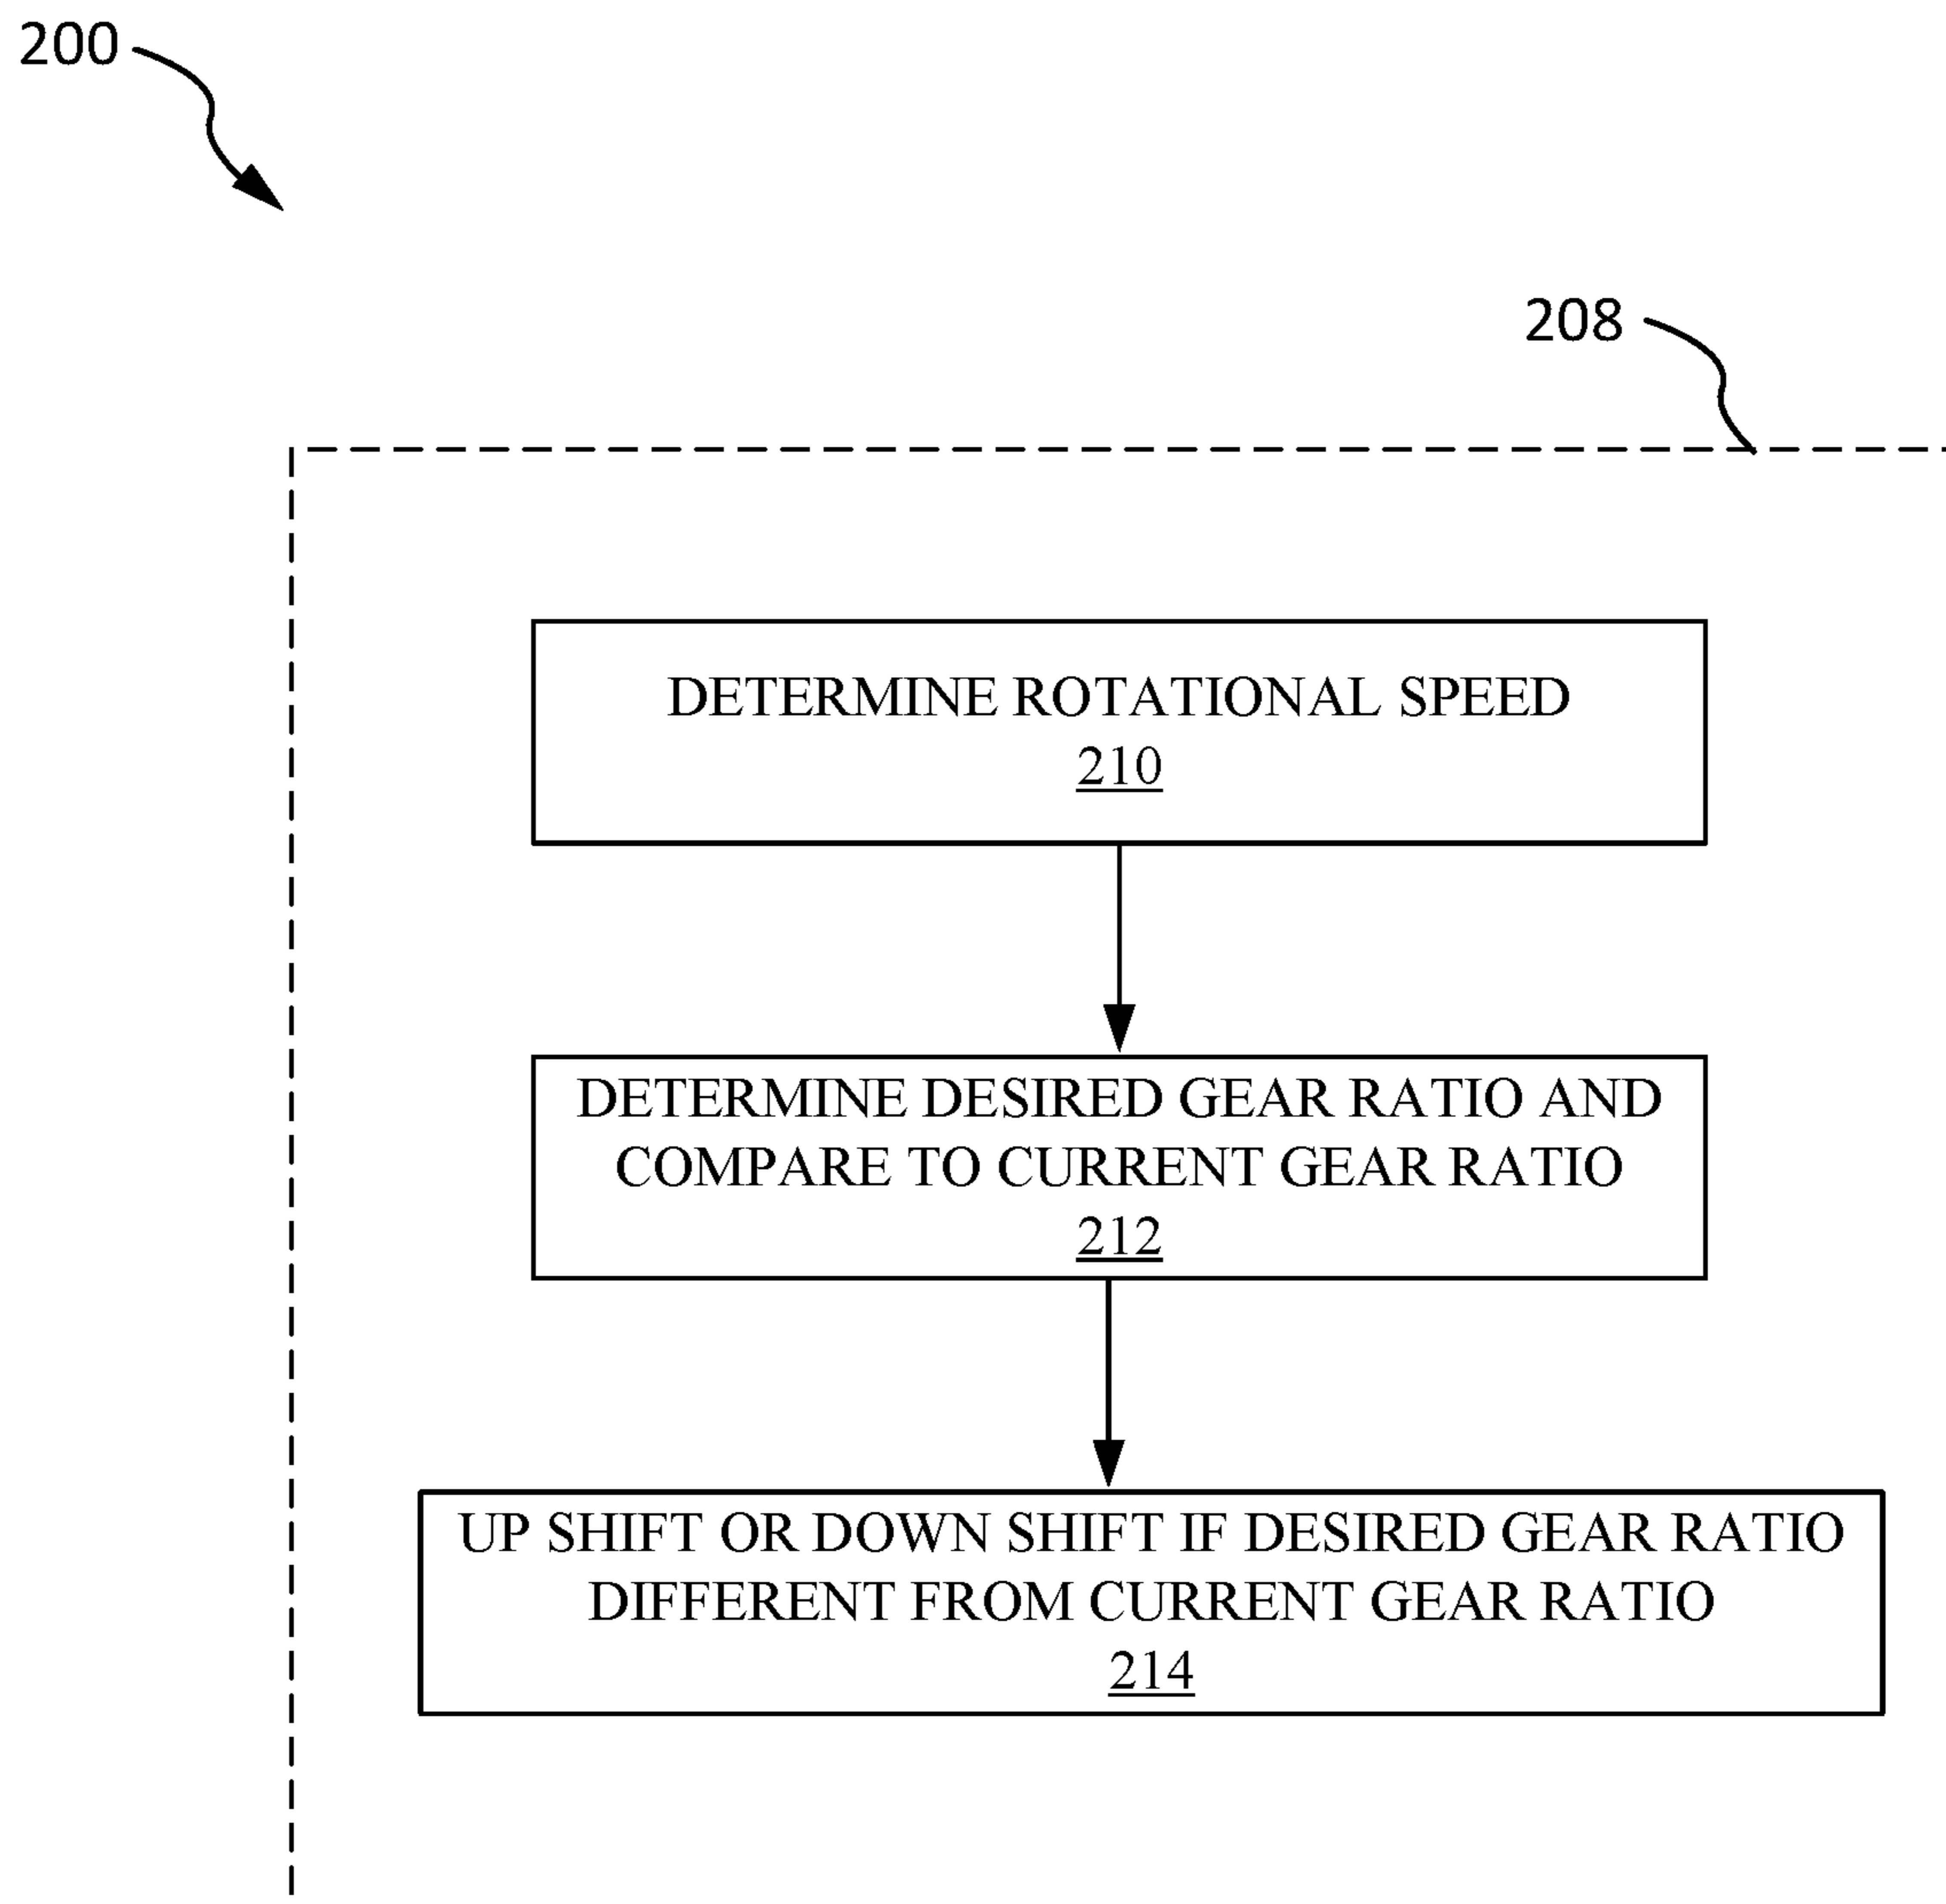 200
208
DETERMINE ROTATIONAL SPEED
210
DETERMINE DESIRED GEAR RATIO AND
COMPARE TO CURRENT GEAR RATIO
212
UP SHIFT OR DOWN SHIFT IF DESIRED GEAR RATIO
DIFFERENT FROM CURRENT GEAR RATIO
214